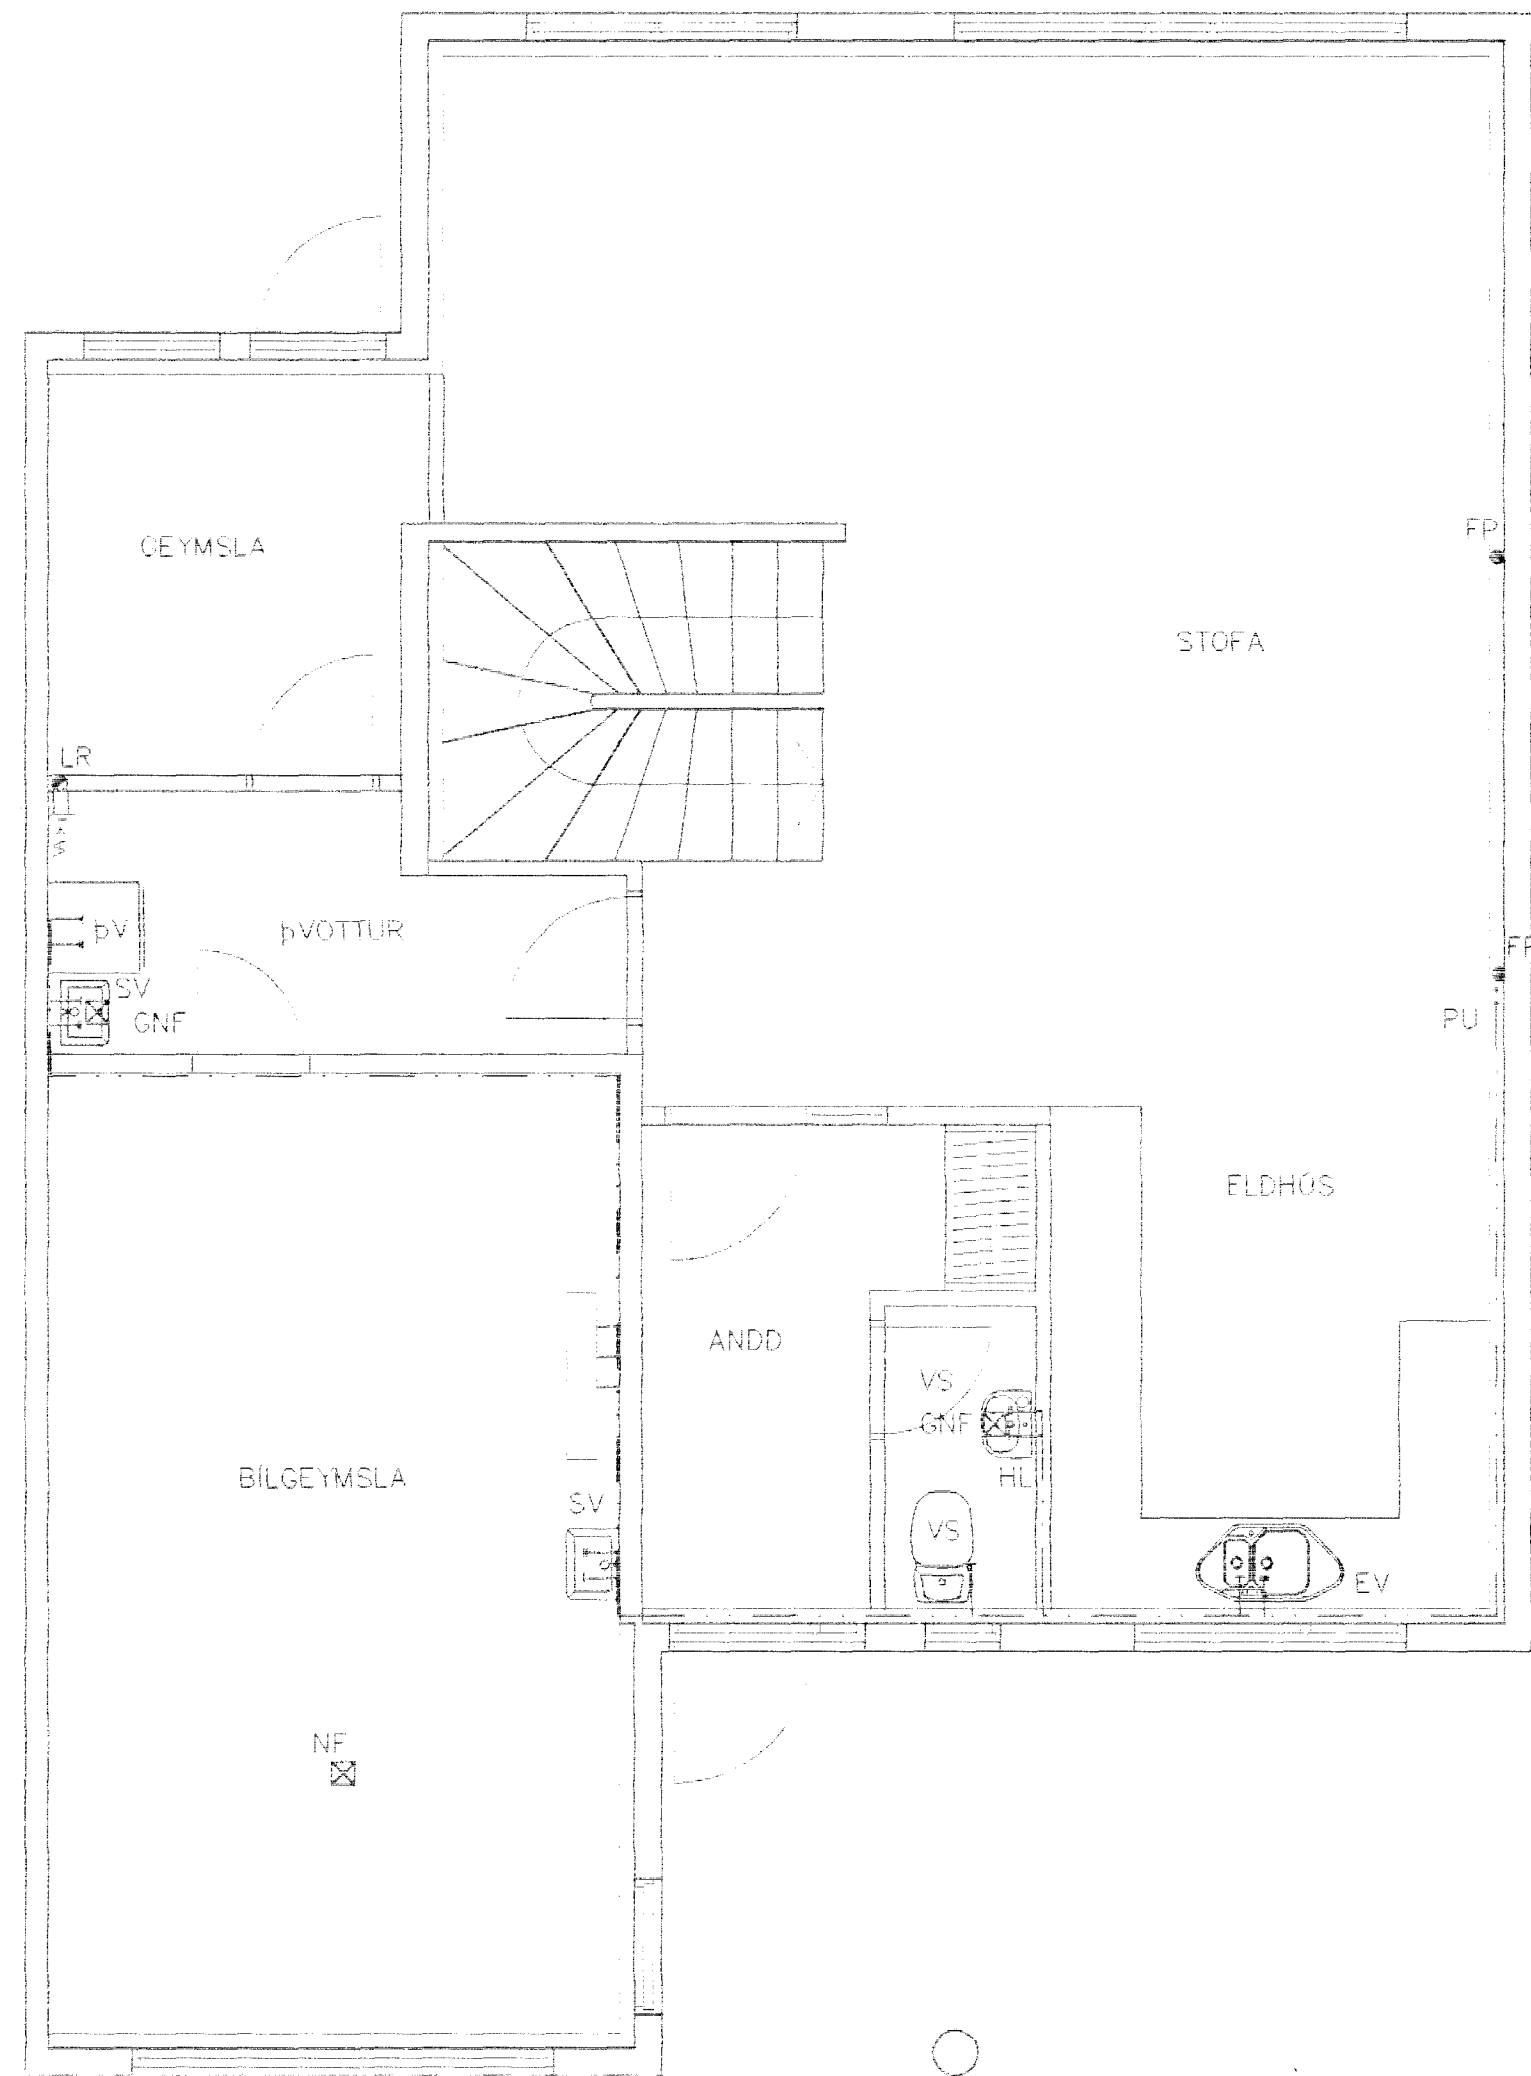 FP
GEYMSLA
STOFA
LR
FP
ÞV
ÞVOTTUR
SV
GNF
PU
ELDHÚS
ANDD
VS
GNF
HL
BÍLGEYMSLA
SV
VS
EV
NF